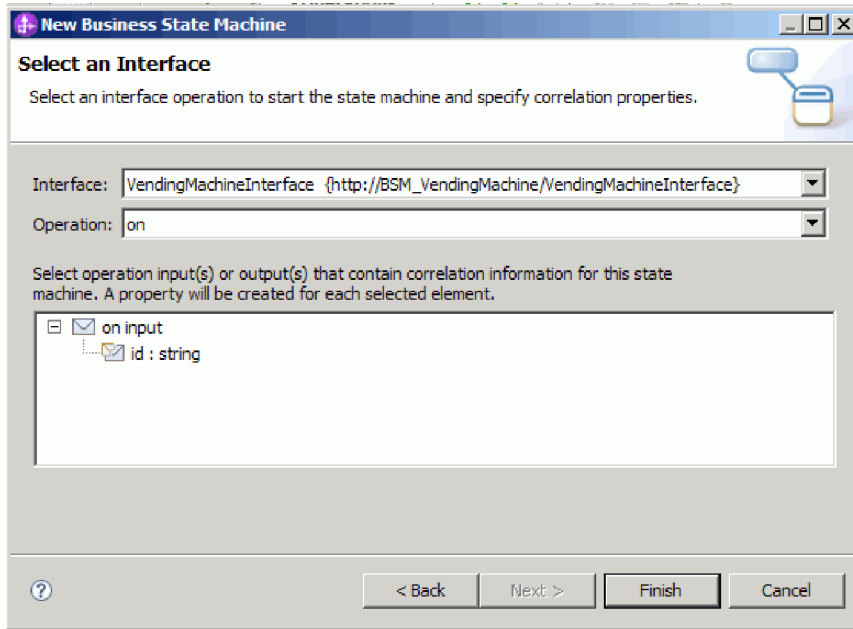 New Business State Machine
Select an Interface
Select an interface operation to start the state machine and specify correlation properties.
Interface: VendingMachineInterface {http://BSM_VendingMachine/VendingMachineInterface}
Operation: on
Select operation input(s) or output(s) that contain correlation information for this state
machine. A property will be created for each selected element.
on input
id : string
? < Back Next > Finish Cancel